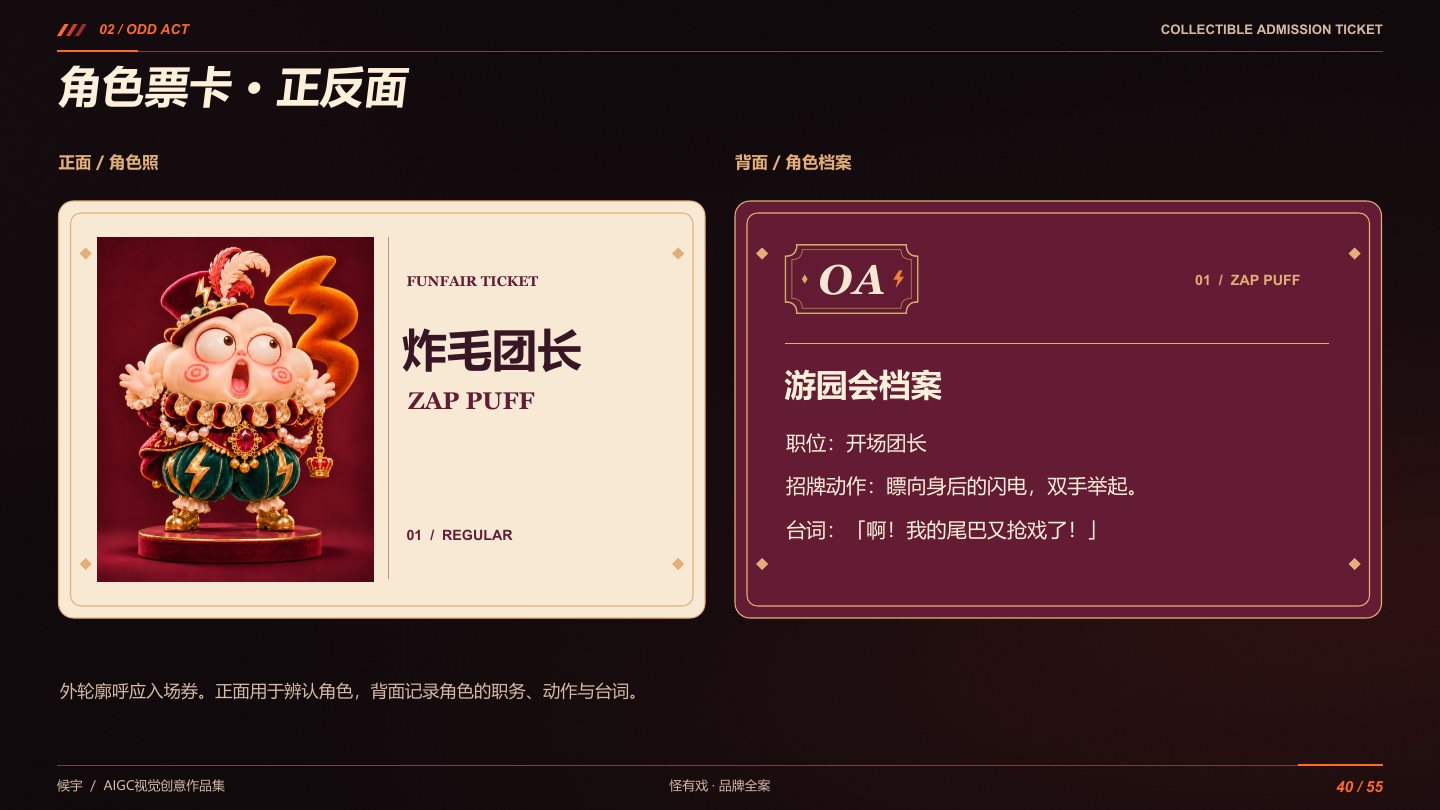 02 / ODD ACT
COLLECTIBLE ADMISSION TICKET
角色票卡 · 正反面
正面 / 角色照
背面 / 角色档案
FUNFAIR TICKET
炸毛团长
ZAP PUFF
01 / REGULAR
OA
01 / ZAP PUFF
游园会档案
职位：开场团长
招牌动作：瞟向身后的闪电，双手举起。
台词：「啊！我的尾巴又抢戏了！」
外轮廓呼应入场券。正面用于辨认角色，背面记录角色的职务、动作与台词。
候宇 / AIGC视觉创意作品集
怪有戏 · 品牌全案
40 / 55